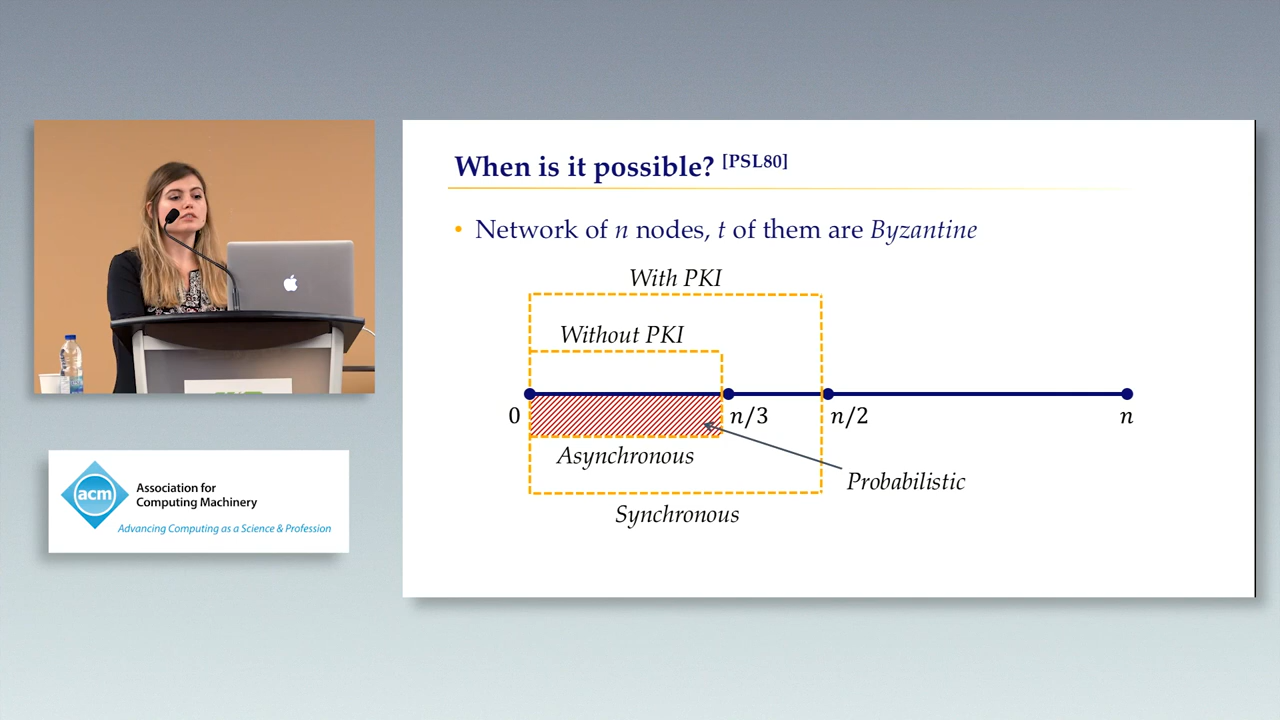 When is it possible? [PSL80]
• Network of n nodes, t of them are Byzantine
With PKI
Without PKI
0
n/3
n/2
n
Asynchronous
Probabilistic
Synchronous
acm
Association for
Computing Machinery
Advancing Computing as a Science & Profession